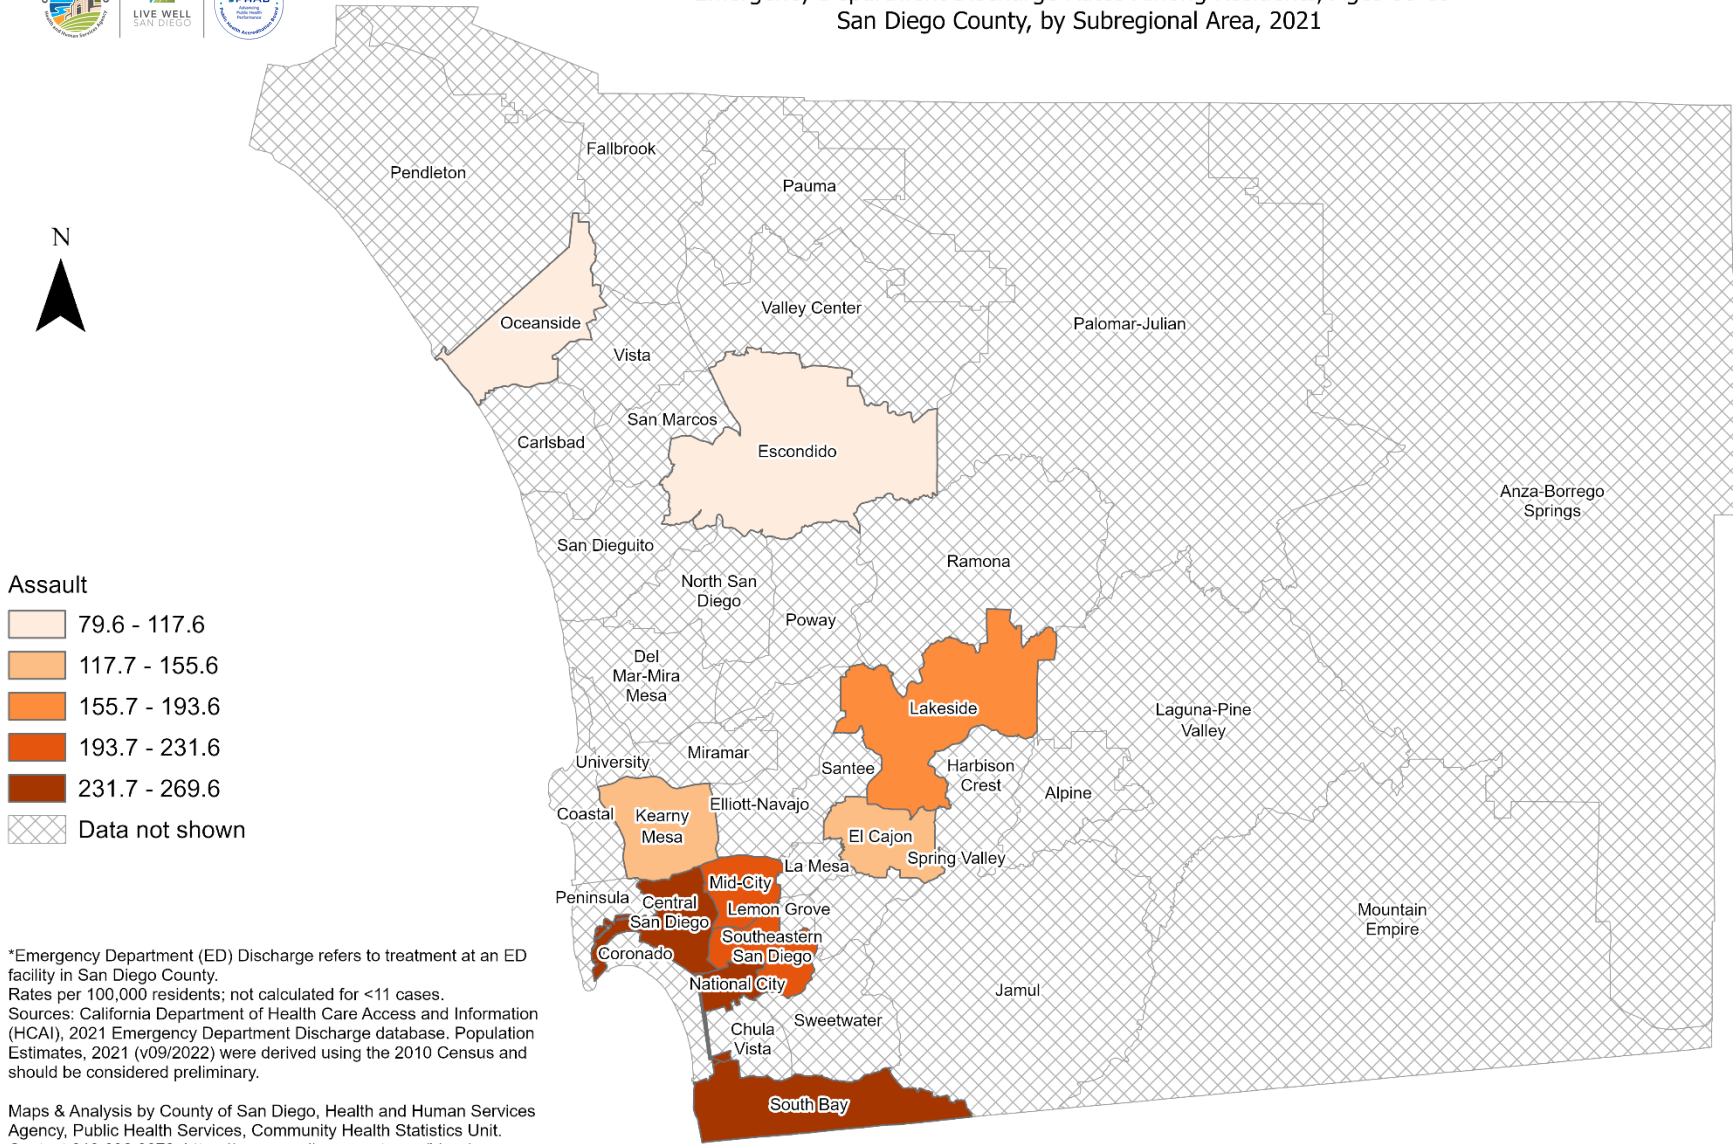 LIVE WELL
SAN DIEGO
San Diego County, by Subregional Area, 2021
Fallbrook
Pendleton
Pauma
N
Valley Center
Oceanside
Palomar-Julian
Vista
San Marcos
Carlsbad
Escondido
Anza-Borrego
Springs
San Dieguito
Ramona
North San
Diego
Poway
Del
Mar-Mira
Mesa
Lakeside
Laguna-Pine
Valley
Miramar
University
Santee
Harbison
Crest
Alpine
Elliott-Navajo
Coastal
Kearny
Mesa
El Cajon
Spring Valley
La Mesa
Mid-City
Peninsula
Central
San Diego
Lemon Grove
Mountain
Empire
Southeastern
San Diego
Coronado
National City
Jamul
Sweetwater
Chula
Vista
South Bay
Assault
79.6 - 117.6
117.7 - 155.6
155.7 - 193.6
193.7 - 231.6
231.7 - 269.6
Data not shown
*Emergency Department (ED) Discharge refers to treatment at an ED
facility in San Diego County.
Rates per 100,000 residents; not calculated for <11 cases.
Sources: California Department of Health Care Access and Information
(HCAI), 2021 Emergency Department Discharge database. Population
Estimates, 2021 (v09/2022) were derived using the 2010 Census and
should be considered preliminary.
Maps & Analysis by County of San Diego, Health and Human Services
Agency, Public Health Services, Community Health Statistics Unit.